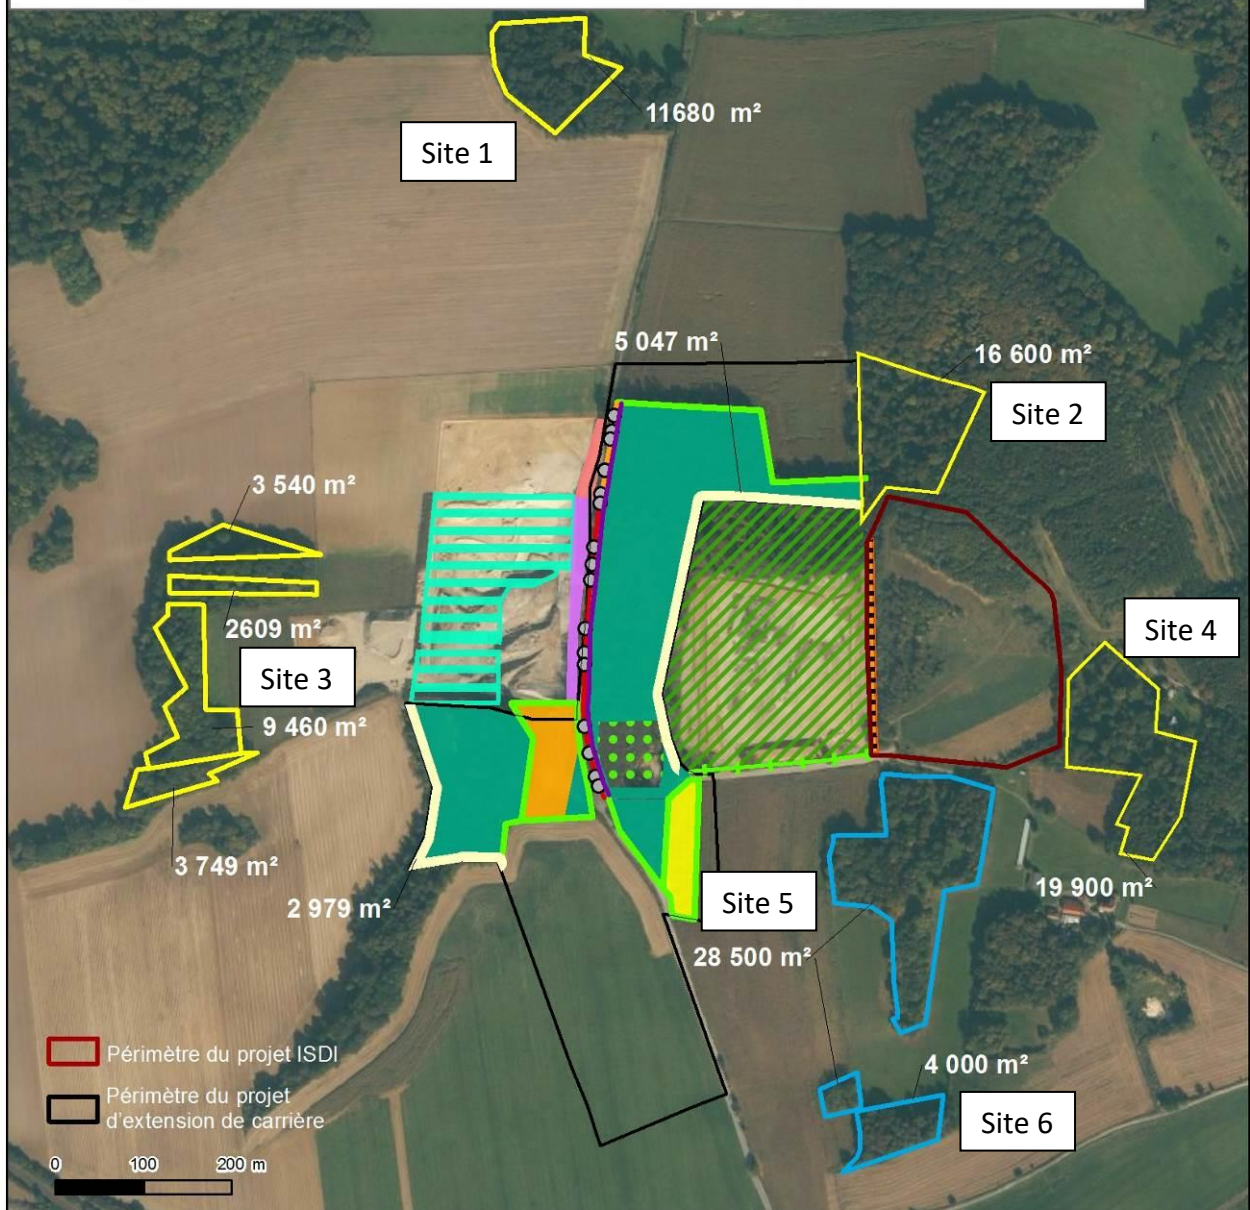 11680 m²
Site 1
5 047 m²
16 600 m²
Site 2
3 540 m²
2609 m²
Site 3
9 460 m²
Site 4
3 749 m²
2 979 m²
19 900 m²
Site 5
28 500 m²
4 000 m²
Site 6
Périmètre du projet ISDI
Périmètre du projet
d'extension de carrière
0 100 200 m